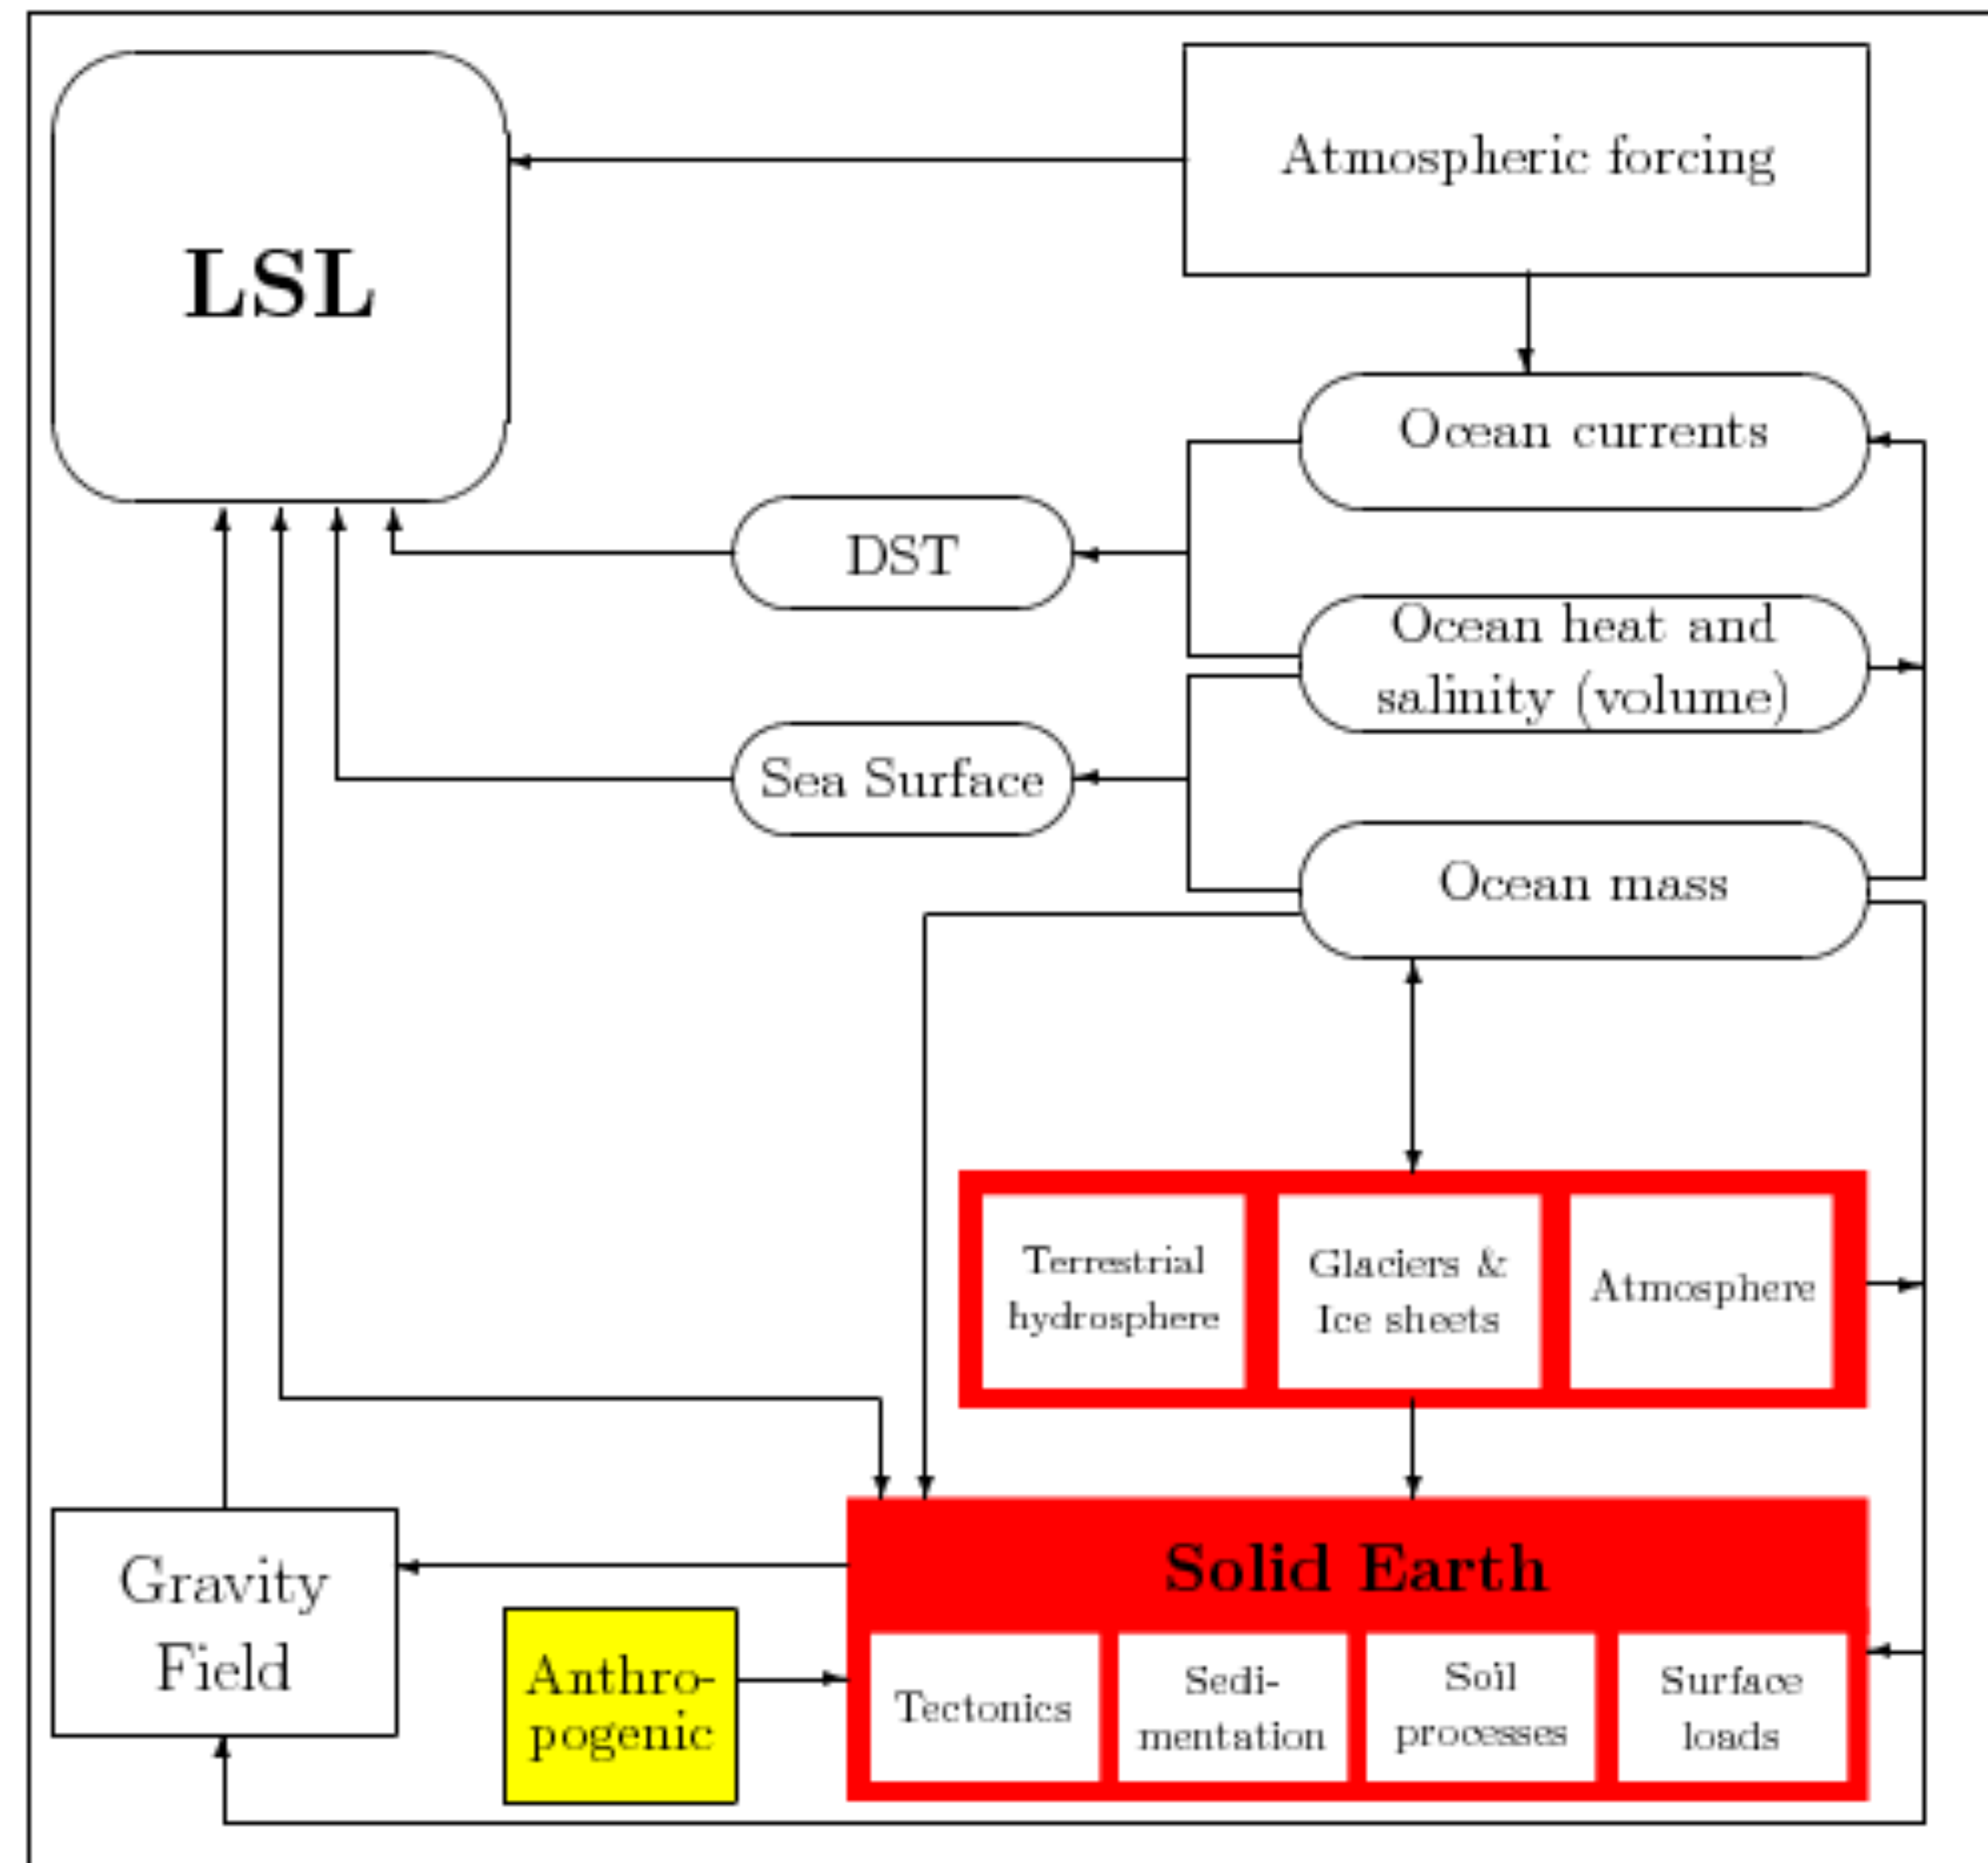 LSL
Atmospheric forcing
Ocean currents
DST
Ocean heat and
salinity (volume)
Sea Surface
Ocean mass
Terrestrial
hydrosphere
Glaciers &
Ice sheets
Atmosphere
Solid Earth
Gravity
Field
Anthro-
pogenic
Tectonics
Sedi-
mentation
Soil
processes
Surface
loads